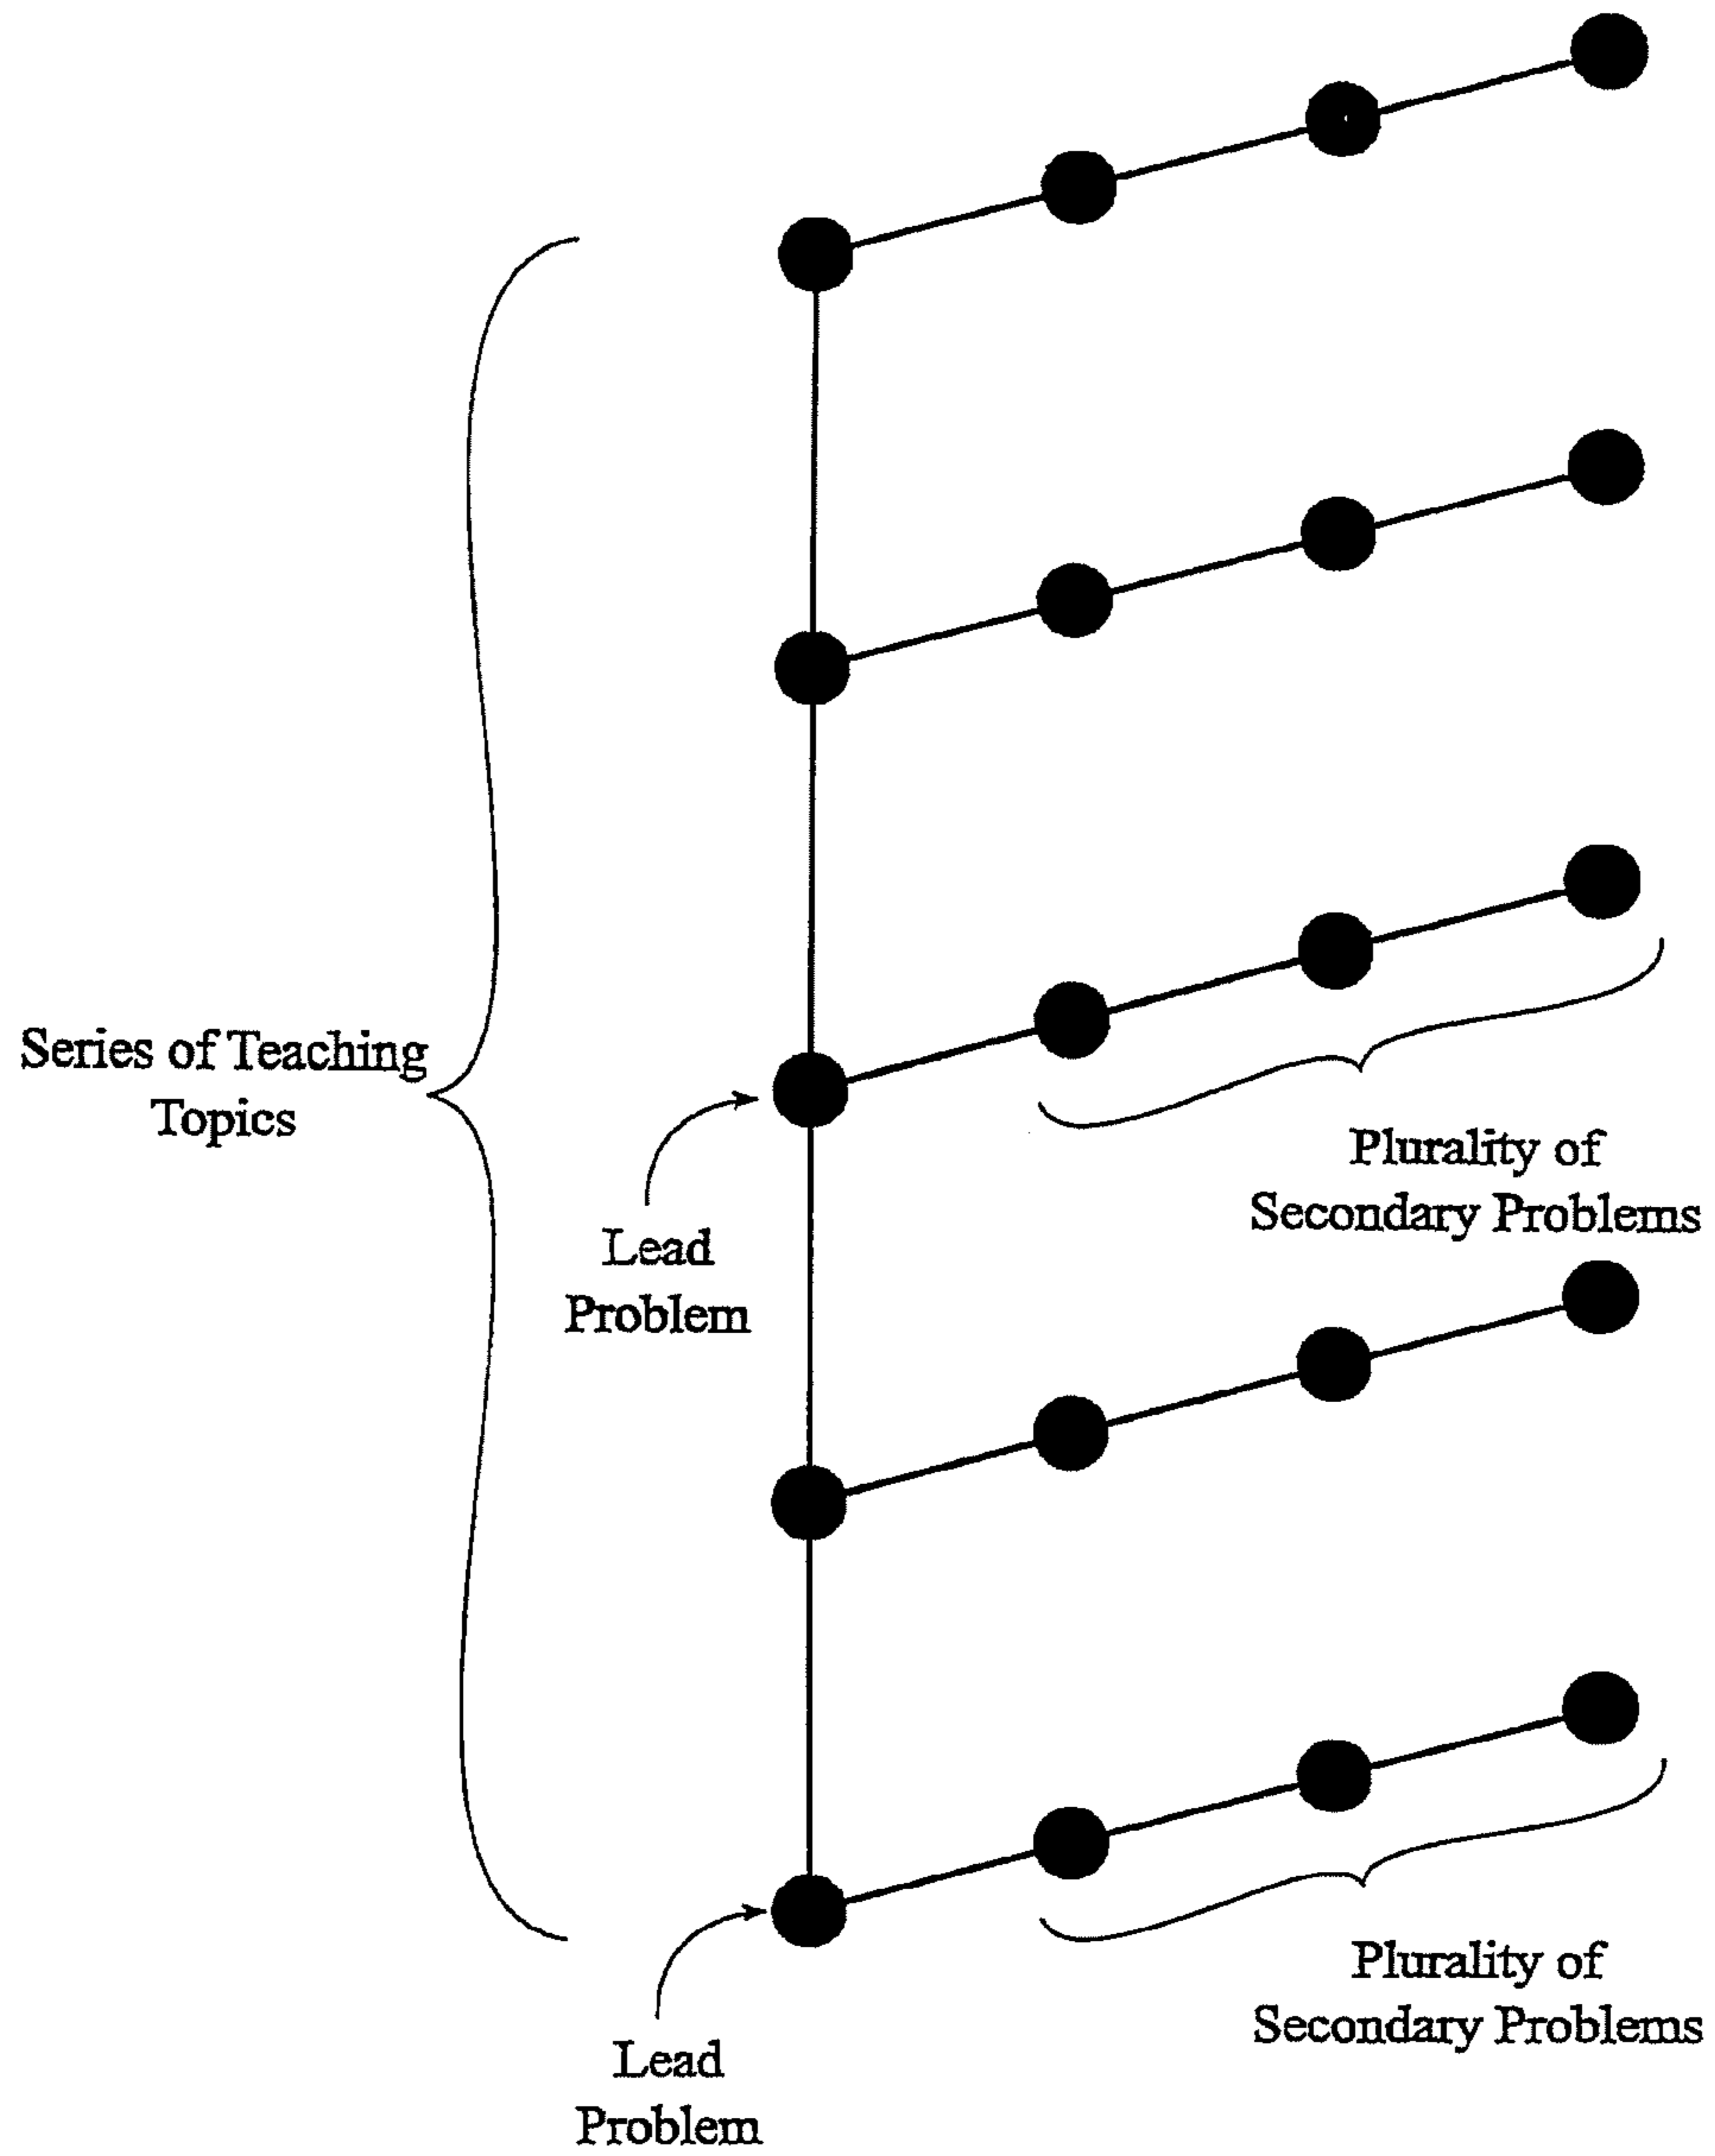 Series of Teaching
Topics
Plurality of
Secondary Problems
Lead
Problem
Plurality of
Secondary Problems
Lead
Problem